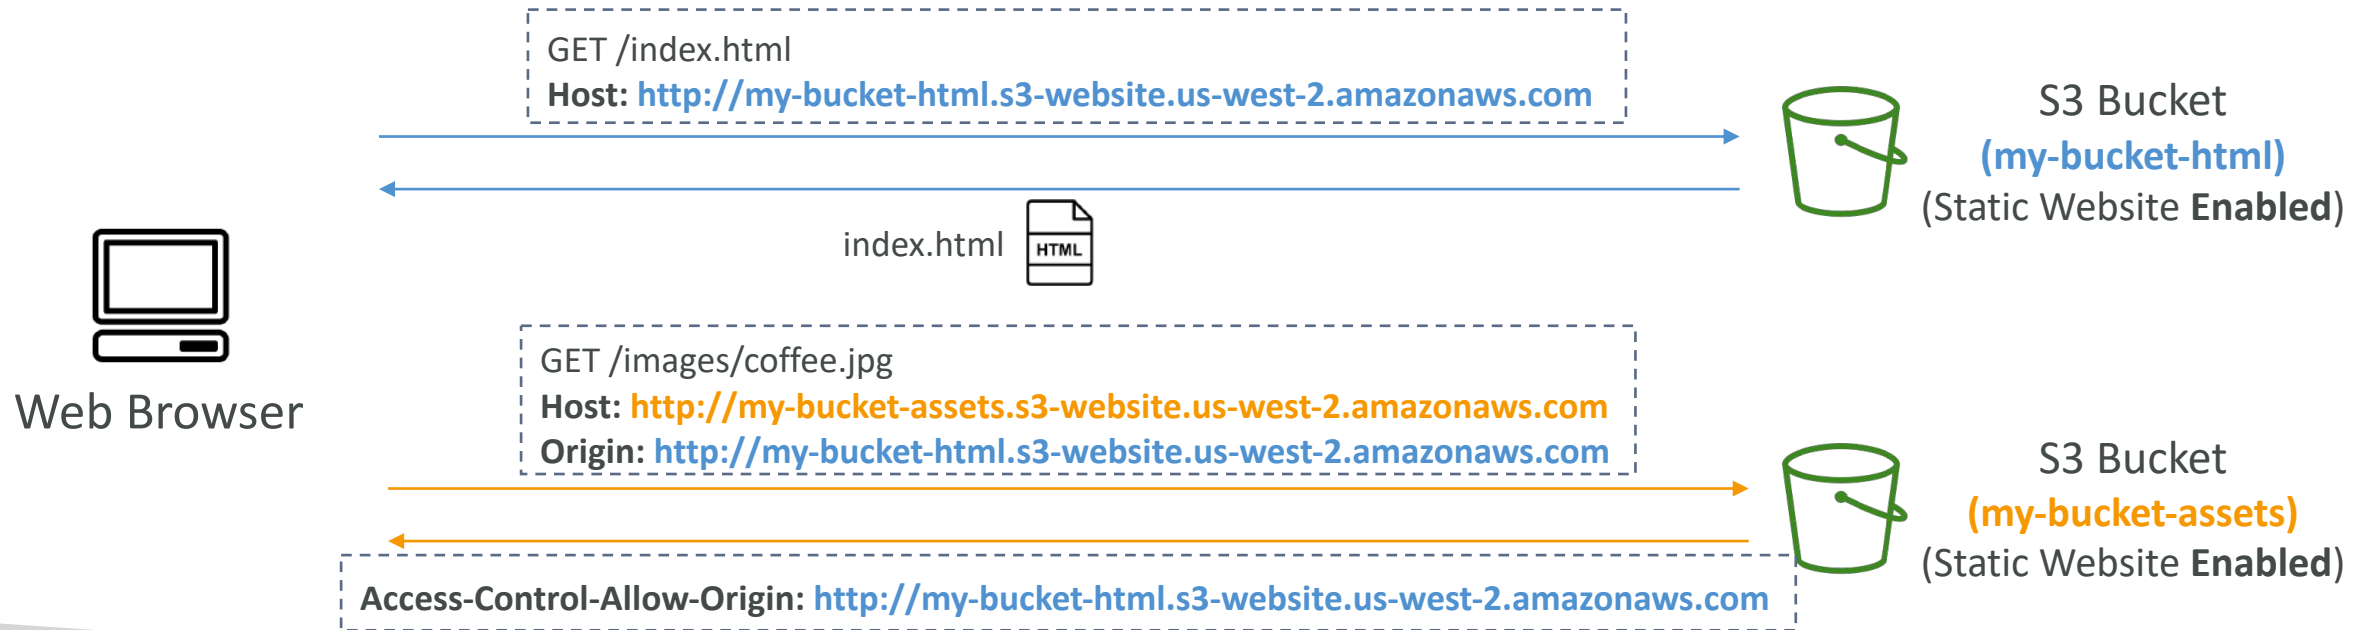 GET /index.html
Host: http://my-bucket-html.s3-website.us-west-2.amazonaws.com
S3 Bucket
(my-bucket-html)
(Static Website Enabled)
index.html
HTML
Web Browser
GET /images/coffee.jpg
Host: http://my-bucket-assets.s3-website.us-west-2.amazonaws.com
Origin: http://my-bucket-html.s3-website.us-west-2.amazonaws.com
S3 Bucket
(my-bucket-assets)
(Static Website Enabled)
Access-Control-Allow-Origin: http://my-bucket-html.s3-website.us-west-2.amazonaws.com